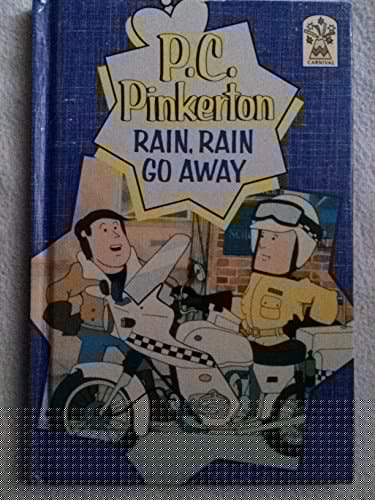 P.C.
Pinkerton
RAIN, RAIN
GO AWAY
CARNIVAL